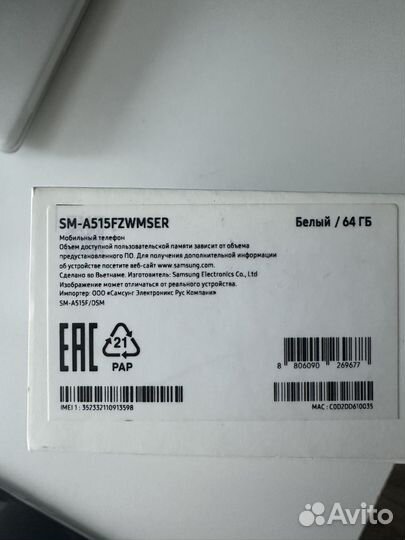 SM-A515FZWMSER
Белый / 64 ГБ
Мобильный телефон
Объем доступной пользовательской памяти зависит от объема
предустановленного ПО. Для получения дополнительной информации
об устройстве посетите веб-сайт www.samsung.com.
Сделано во Вьетнаме. Изготовитель: Samsung Electronics Co., Ltd
Изображение может отличаться от реального устройства.
Импортер: ООО «Самсунг Электроникс Рус Компани»
SM-A515F/DSM
EAC
21
PAP
8 806090 269677
IMEI 1 : 352332110913598
MAC : C0D2DD610035
Avito